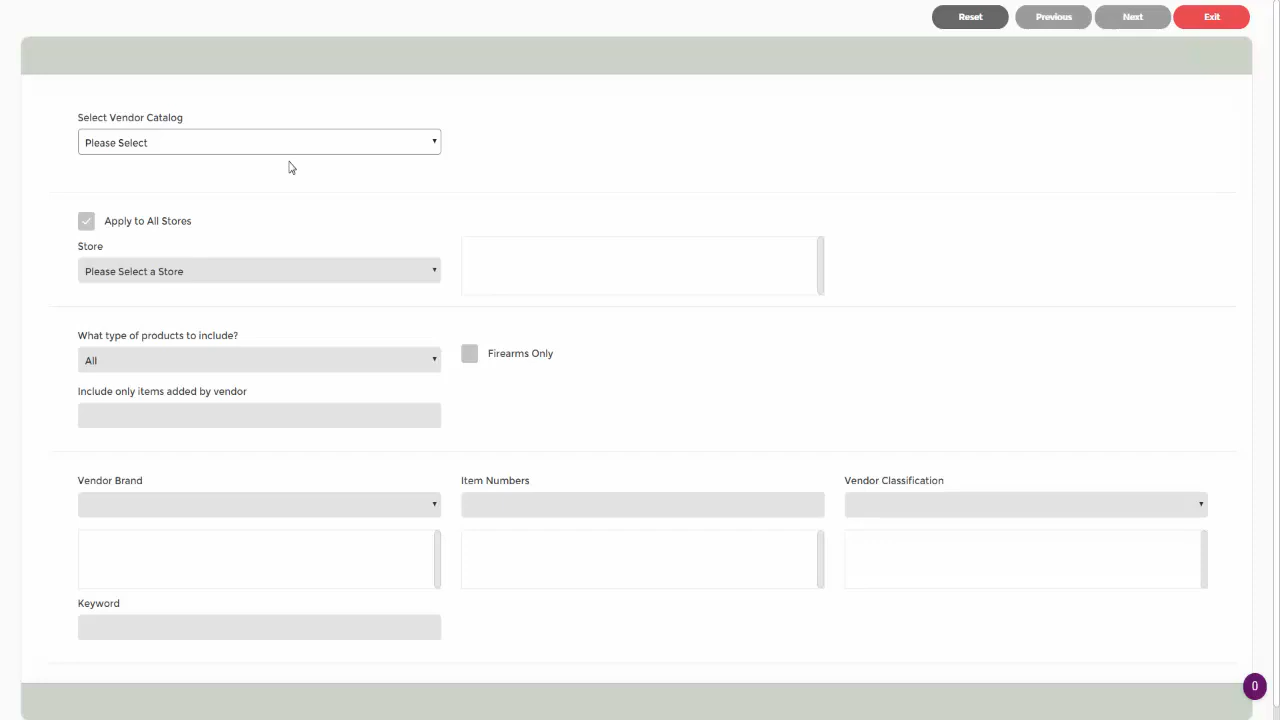 Reset Previous Next Exit
Select Vendor Catalog
Please Select
Apply to All Stores
Store
Please Select a Store
What type of products to include?
All
Firearms Only
Include only items added by vendor
Vendor Brand Item Numbers Vendor Classification
Keyword
0